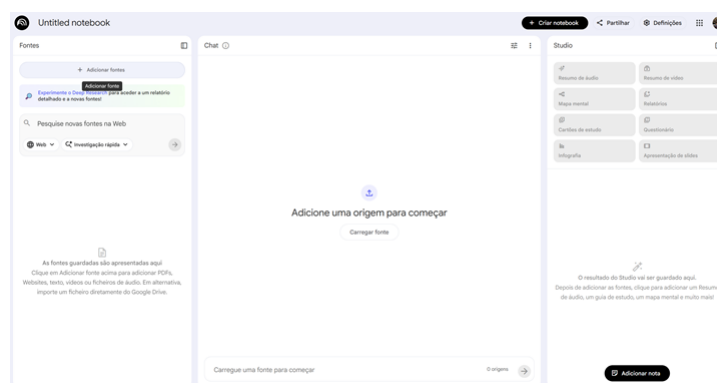 Untitled notebook
+ Criar notebook
Partilhar
Definições
Fontes
+ Adicionar fontes
Adicionar fonte
Experimente o Deep Research para aceder a um relatório
detalhado e a novas fontes!
Pesquise novas fontes na Web
Web
Investigação rápida
As fontes guardadas são apresentadas aqui
Clique em Adicionar fonte acima para adicionar PDFs,
Websites, texto, vídeos ou ficheiros de áudio. Em alternativa,
importe um ficheiro diretamente do Google Drive.
Chat
Adicione uma origem para começar
Carregar fonte
Carregue uma fonte para começar
0 origens
Studio
Resumo de áudio
Resumo de vídeo
Mapa mental
Relatórios
Cartões de estudo
Questionário
Infografia
Apresentação de slides
O resultado do Studio vai ser guardado aqui.
Depois de adicionar as fontes, clique para adicionar um Resumo
de áudio, um guia de estudo, um mapa mental e muito mais!
Adicionar nota